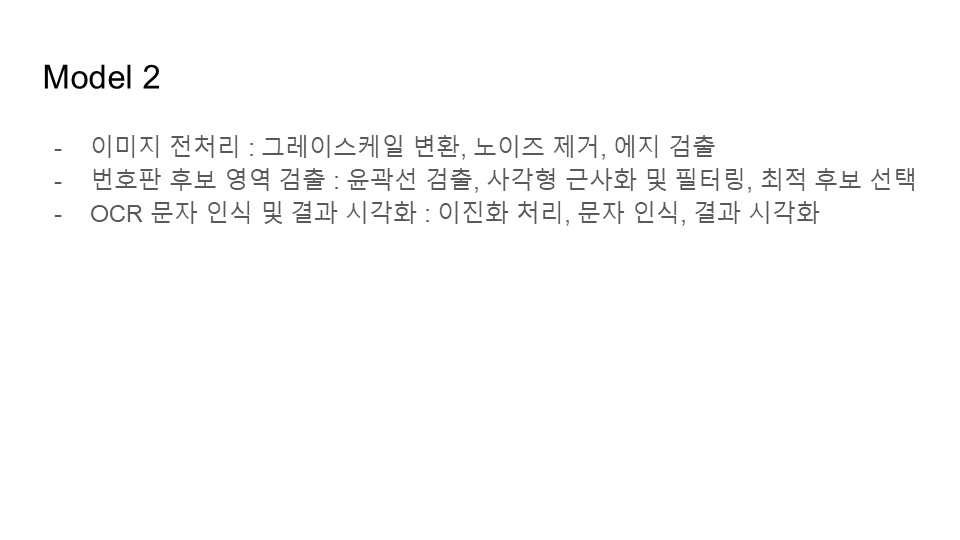 Model 2
- 이미지 전처리 : 그레이스케일 변환, 노이즈 제거, 에지 검출
- 번호판 후보 영역 검출 : 윤곽선 검출, 사각형 근사화 및 필터링, 최적 후보 선택
- OCR 문자 인식 및 결과 시각화 : 이진화 처리, 문자 인식, 결과 시각화